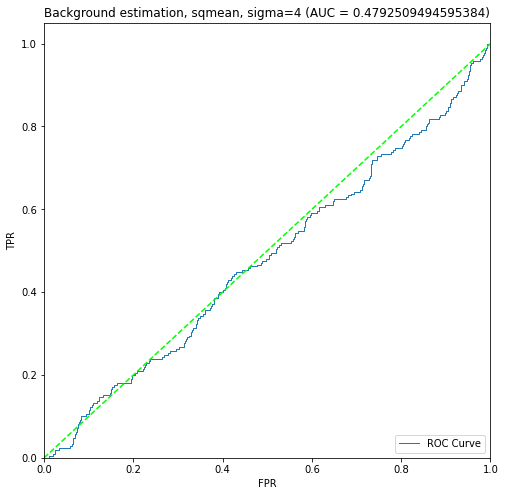 Background estimation, sqmean, sigma=4 (AUC = 0.4792509494595384)
1.0
0.8
0.6
0.4
0.2
0.0
TPR
0.0 0.2 0.4 0.6 0.8 1.0
FPR
ROC Curve